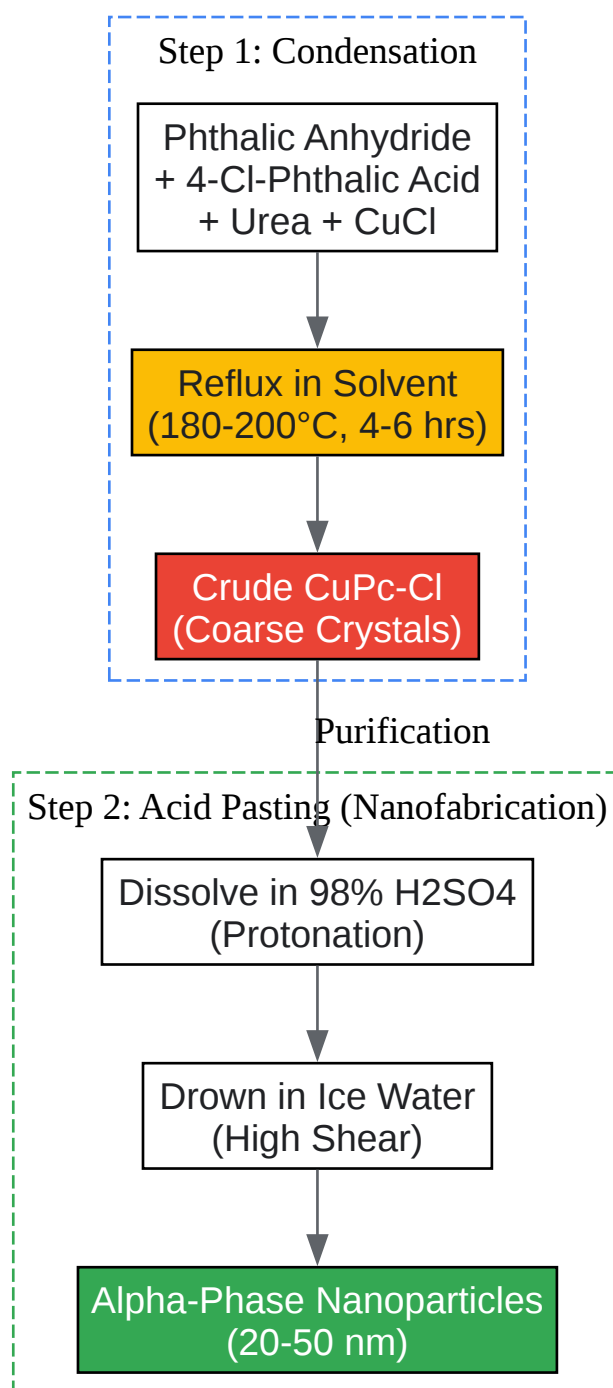 Step 1: Condensation
Phthalic Anhydride
+ 4-Cl-Phthalic Acid
+ Urea + CuCl
Reflux in Solvent
(180-200°C, 4-6 hrs)
Crude CuPc-Cl
(Coarse Crystals)
Purification
Step 2: Acid Pasting (Nanofabrication)
Dissolve in 98% H2SO4
(Protonation)
Drown in Ice Water
(High Shear)
Alpha-Phase Nanoparticles
(20-50 nm)